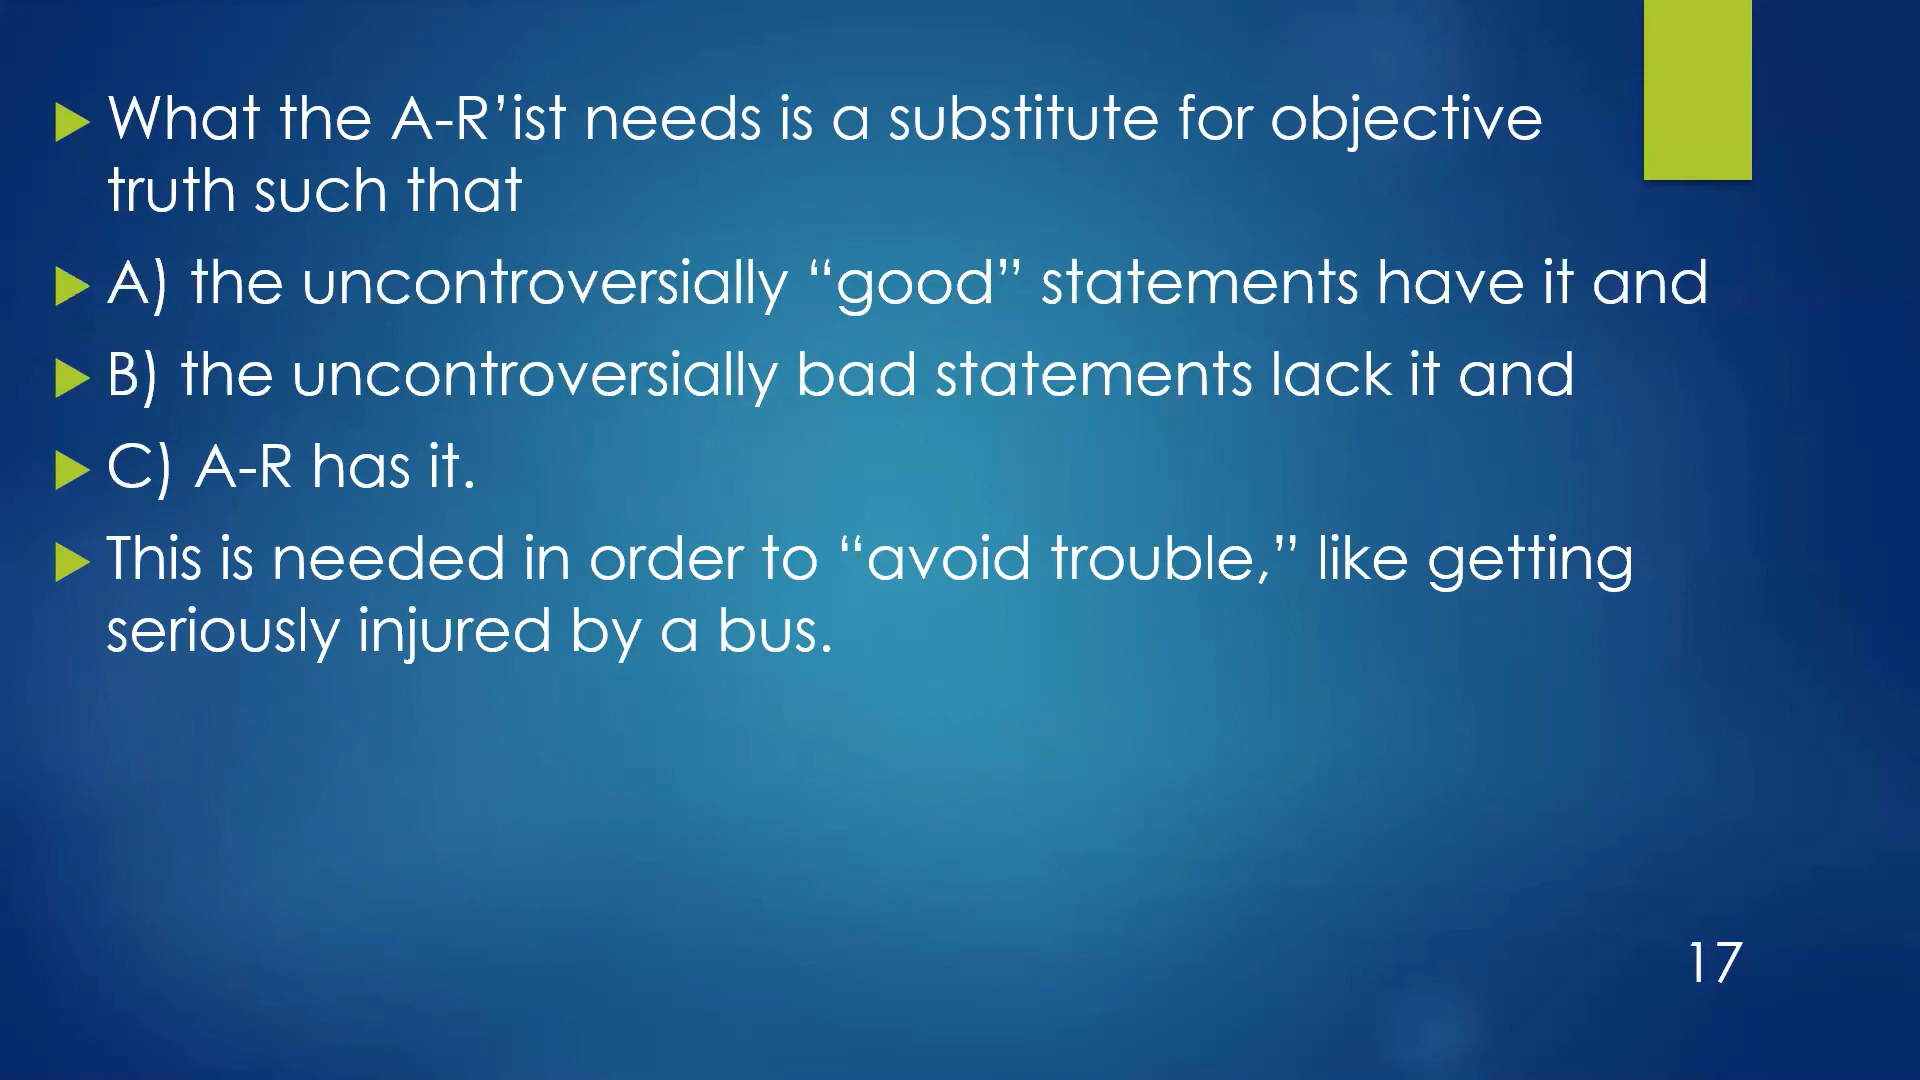 What the A-R’ist needs is a substitute for objective
truth such that
A) the uncontroversially “good” statements have it and
B) the uncontroversially bad statements lack it and
C) A-R has it.
This is needed in order to “avoid trouble,” like getting
seriously injured by a bus.
17